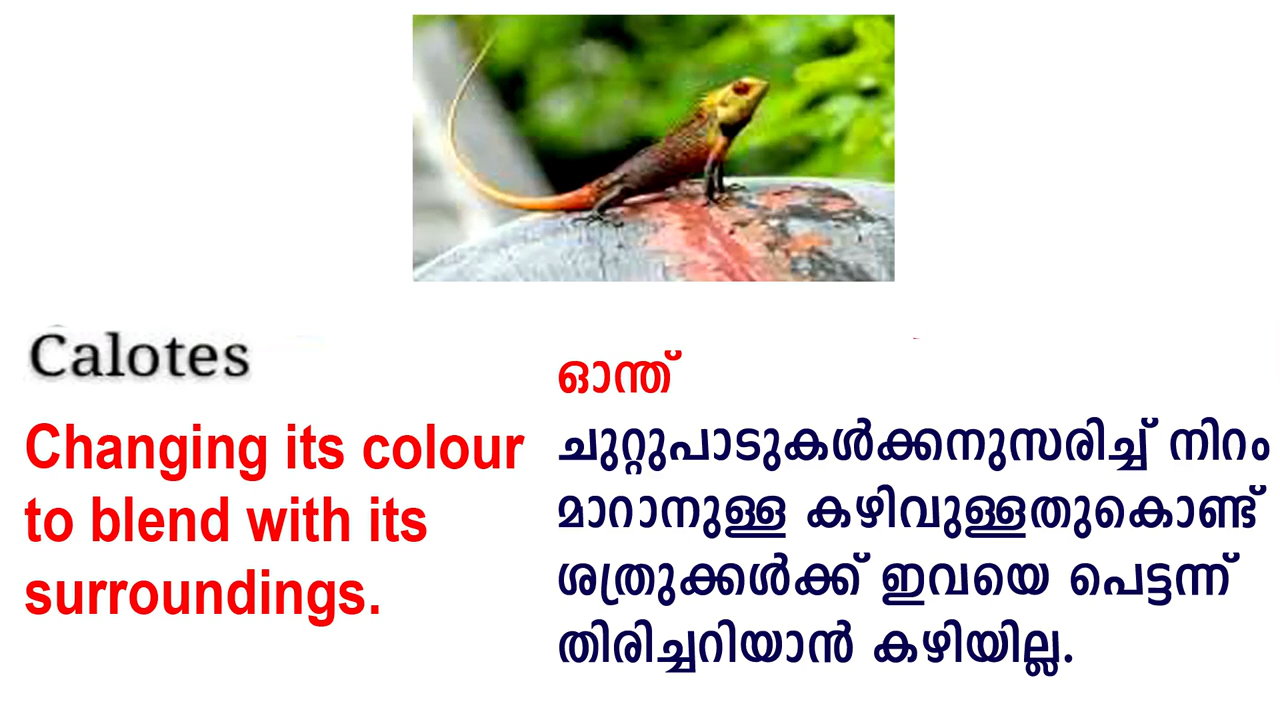 Calotes
Changing its colour
to blend with its
surroundings.
ഓന്ത്
ചുറ്റുപാടുകൾക്കനുസരിച്ച് നിറം
മാറാനുള്ള കഴിവുള്ളതുകൊണ്ട്
ശത്രുക്കൾക്ക് ഇവയെ പെട്ടന്ന്
തിരിച്ചറിയാൻ കഴിയില്ല.